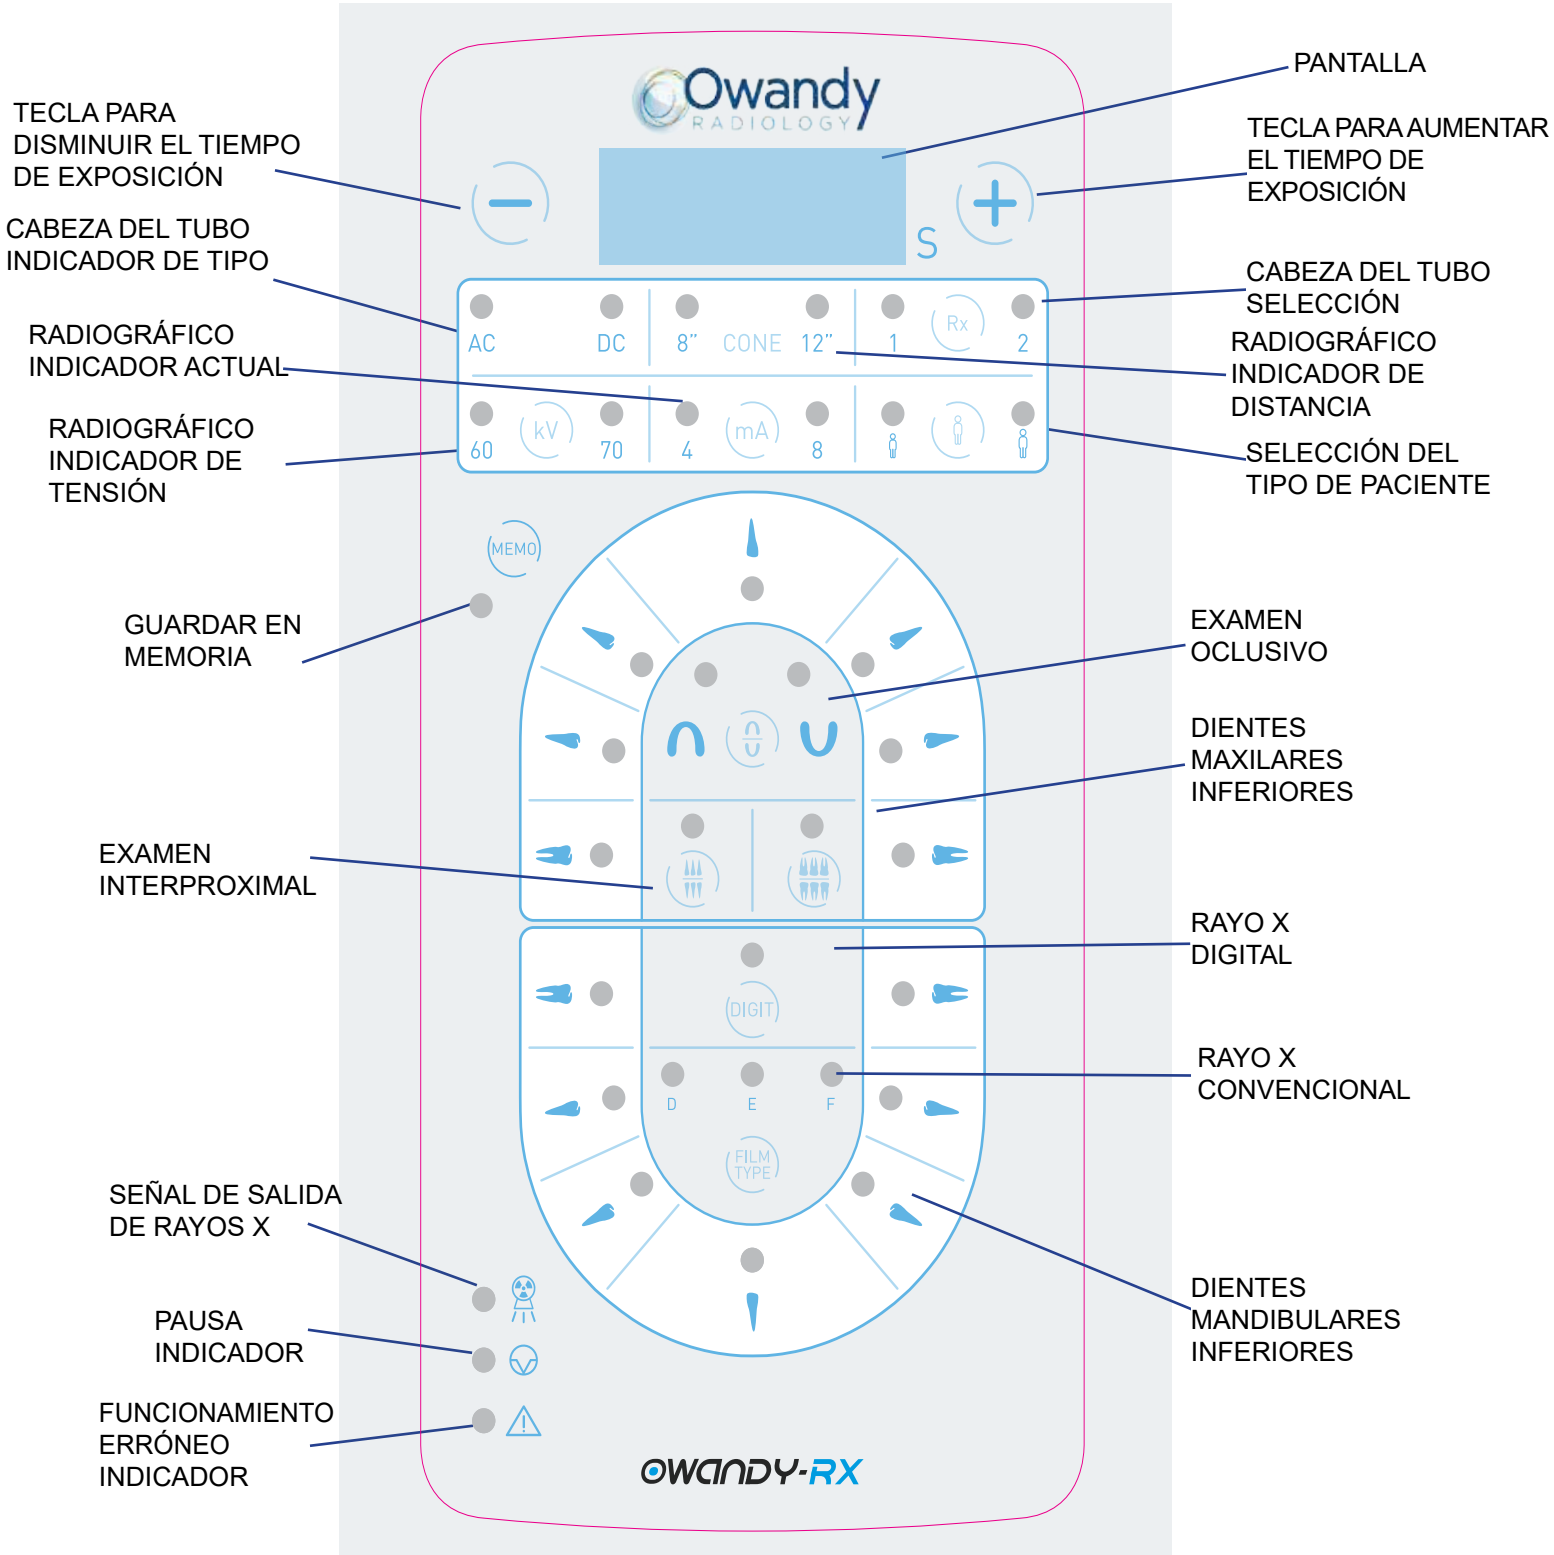 Owandy
RADIOLOGY
PANTALLA
TECLA PARA
DISMINUIR EL TIEMPO
DE EXPOSICIÓN
TECLA PARA AUMENTAR
EL TIEMPO DE
EXPOSICIÓN
S
CABEZA DEL TUBO
INDICADOR DE TIPO
CABEZA DEL TUBO
SELECCIÓN
AC DC 8” CONE 12” 1 Rx 2
RADIOGRÁFICO
INDICADOR ACTUAL
RADIOGRÁFICO
INDICADOR DE
DISTANCIA
60 kV 70 4 mA 8
RADIOGRÁFICO
INDICADOR DE
TENSIÓN
SELECCIÓN DEL
TIPO DE PACIENTE
MEMO
GUARDAR EN
MEMORIA
EXAMEN
OCLUSIVO
DIENTES
MAXILARES
INFERIORES
EXAMEN
INTERPROXIMAL
RAYO X
DIGITAL
DIGIT
RAYO X
CONVENCIONAL
D E F
FILM
TYPE
SEÑAL DE SALIDA
DE RAYOS X
PAUSA
INDICADOR
DIENTES
MANDIBULARES
INFERIORES
FUNCIONAMIENTO
ERRÓNEO
INDICADOR
OWANDY-RX